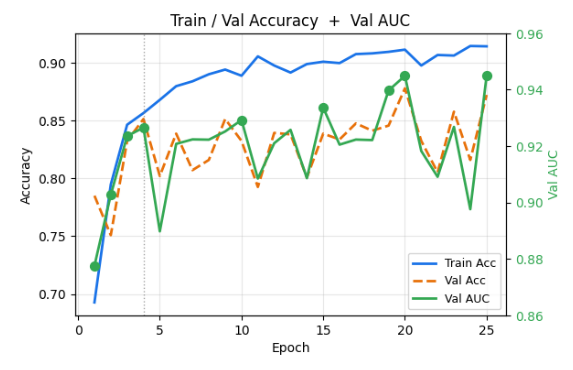 Train / Val Accuracy + Val AUC
Accuracy
0.90
0.85
0.80
0.75
0.70
0.96
0.94
0.92
0.90
0.88
0.86
Val AUC
Train Acc
Val Acc
Val AUC
0 5 10 15 20 25
Epoch